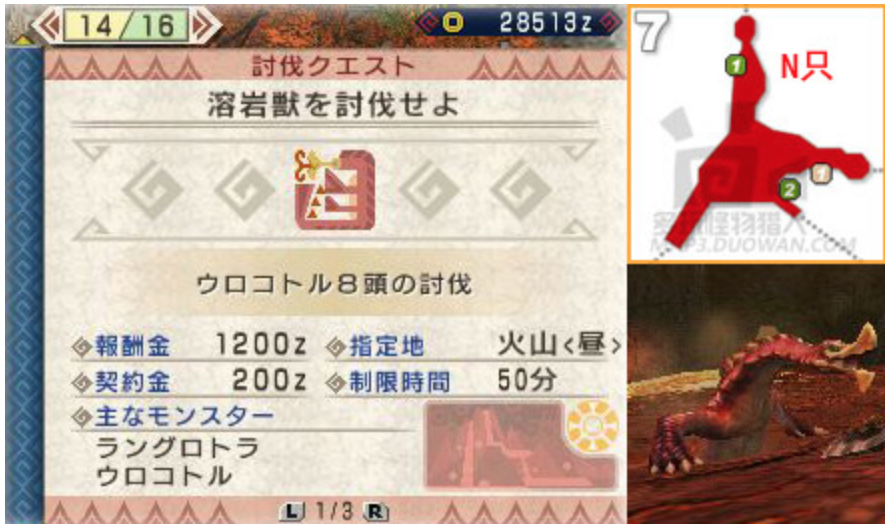 14/16
28513z
討伐クエスト
溶岩獣を討伐せよ
ウロコトル8頭の討伐
報酬金 1200z 指定地 火山<昼>
契約金 200z 制限時間 50分
主なモンスター
ラングロトラ
ウロコトル
L 1/3 R
7
N只
1
1
2
怪物猎人
MHP3.DUOWAN.COM